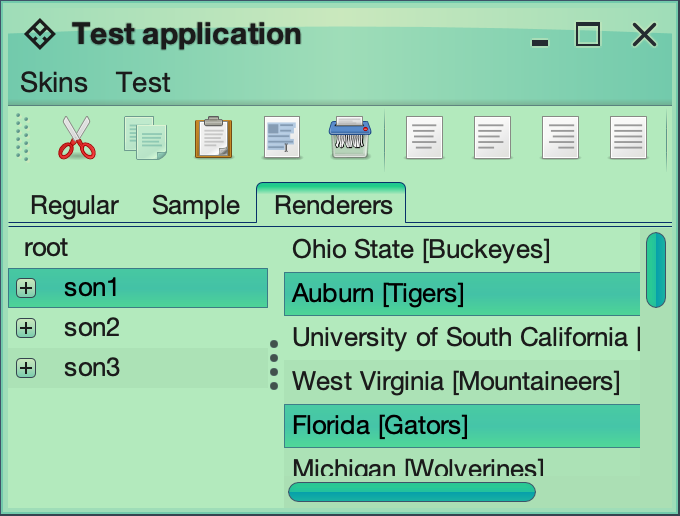 Test application
Skins Test
Regular Sample Renderers
root
son1
son2
son3
Ohio State [Buckeyes]
Auburn [Tigers]
University of South California [
West Virginia [Mountaineers]
Florida [Gators]
Michigan [Wolverines]